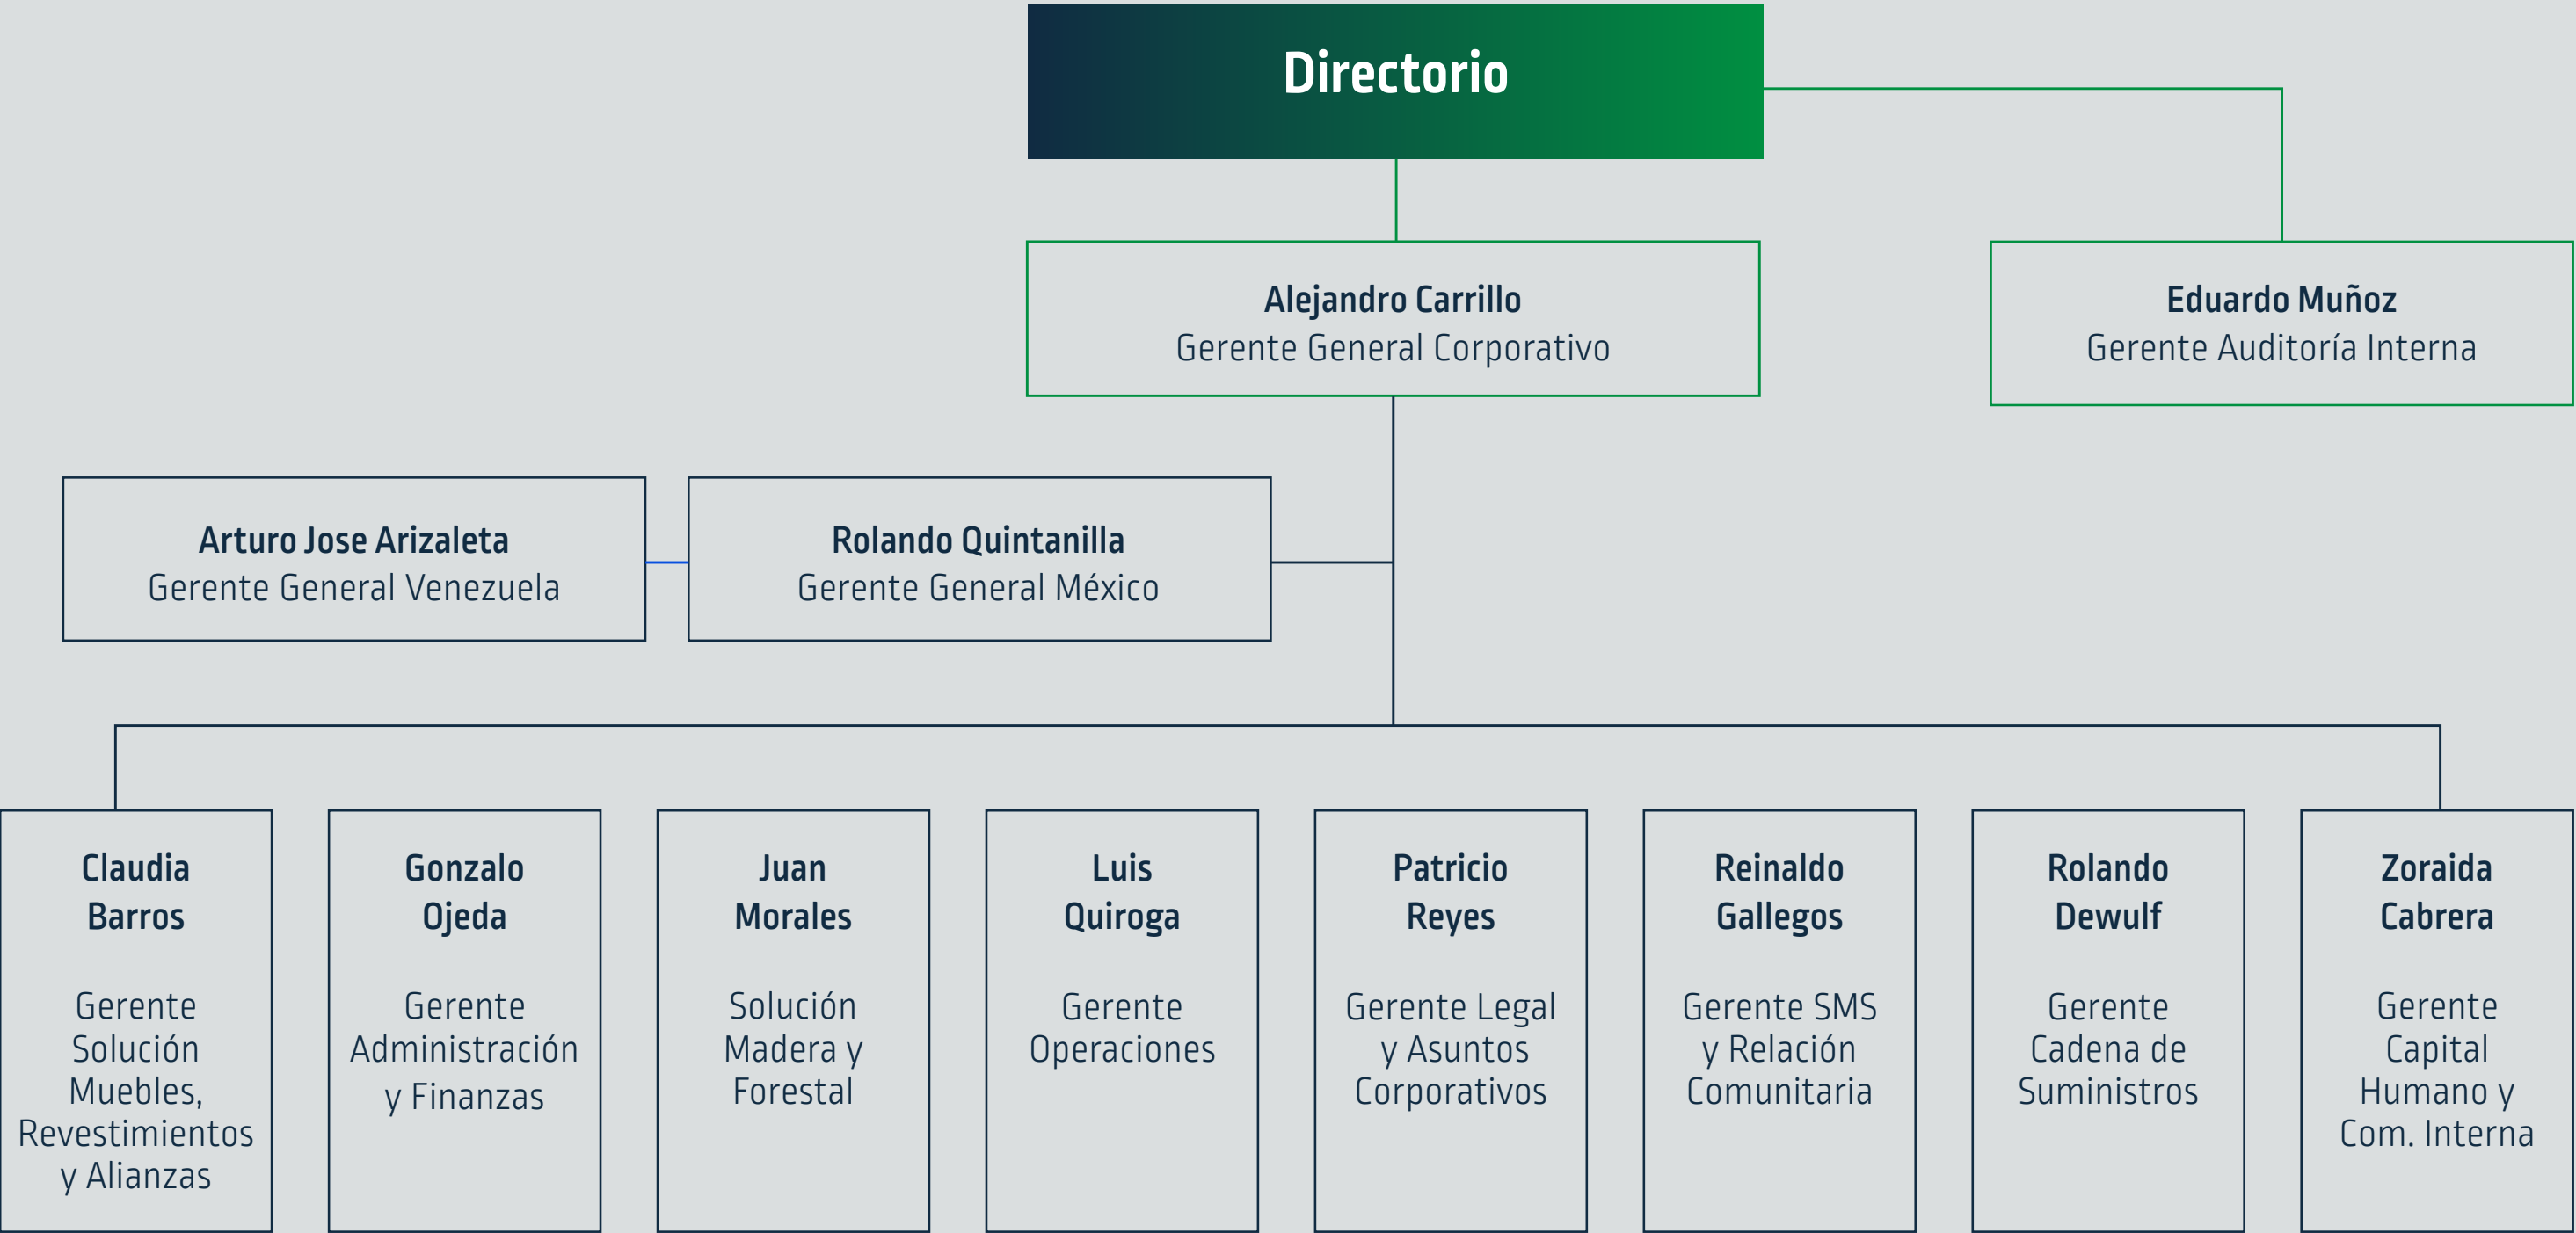 Directorio
Alejandro Carrillo
Gerente General Corporativo
Eduardo Muñoz
Gerente Auditoría Interna
Arturo Jose Arizaleta
Gerente General Venezuela
Rolando Quintanilla
Gerente General México
Claudia
Barros
Gerente
Solución
Muebles,
Revestimientos
y Alianzas
Gonzalo
Ojeda
Gerente
Administración
y Finanzas
Juan
Morales
Solución
Madera y
Forestal
Luis
Quiroga
Gerente
Operaciones
Patricio
Reyes
Gerente Legal
y Asuntos
Corporativos
Reinaldo
Gallegos
Gerente SMS
y Relación
Comunitaria
Rolando
Dewulf
Gerente
Cadena de
Suministros
Zoraida
Cabrera
Gerente
Capital
Humano y
Com. Interna